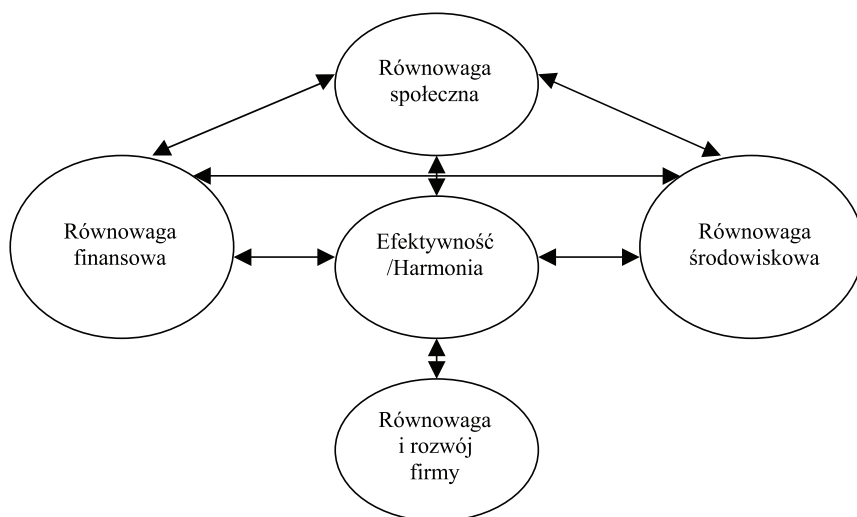 Równowaga
społeczna
Równowaga
finansowa
Efektywność
/Harmonia
Równowaga
środowiskowa
Równowaga
i rozwój
firmy